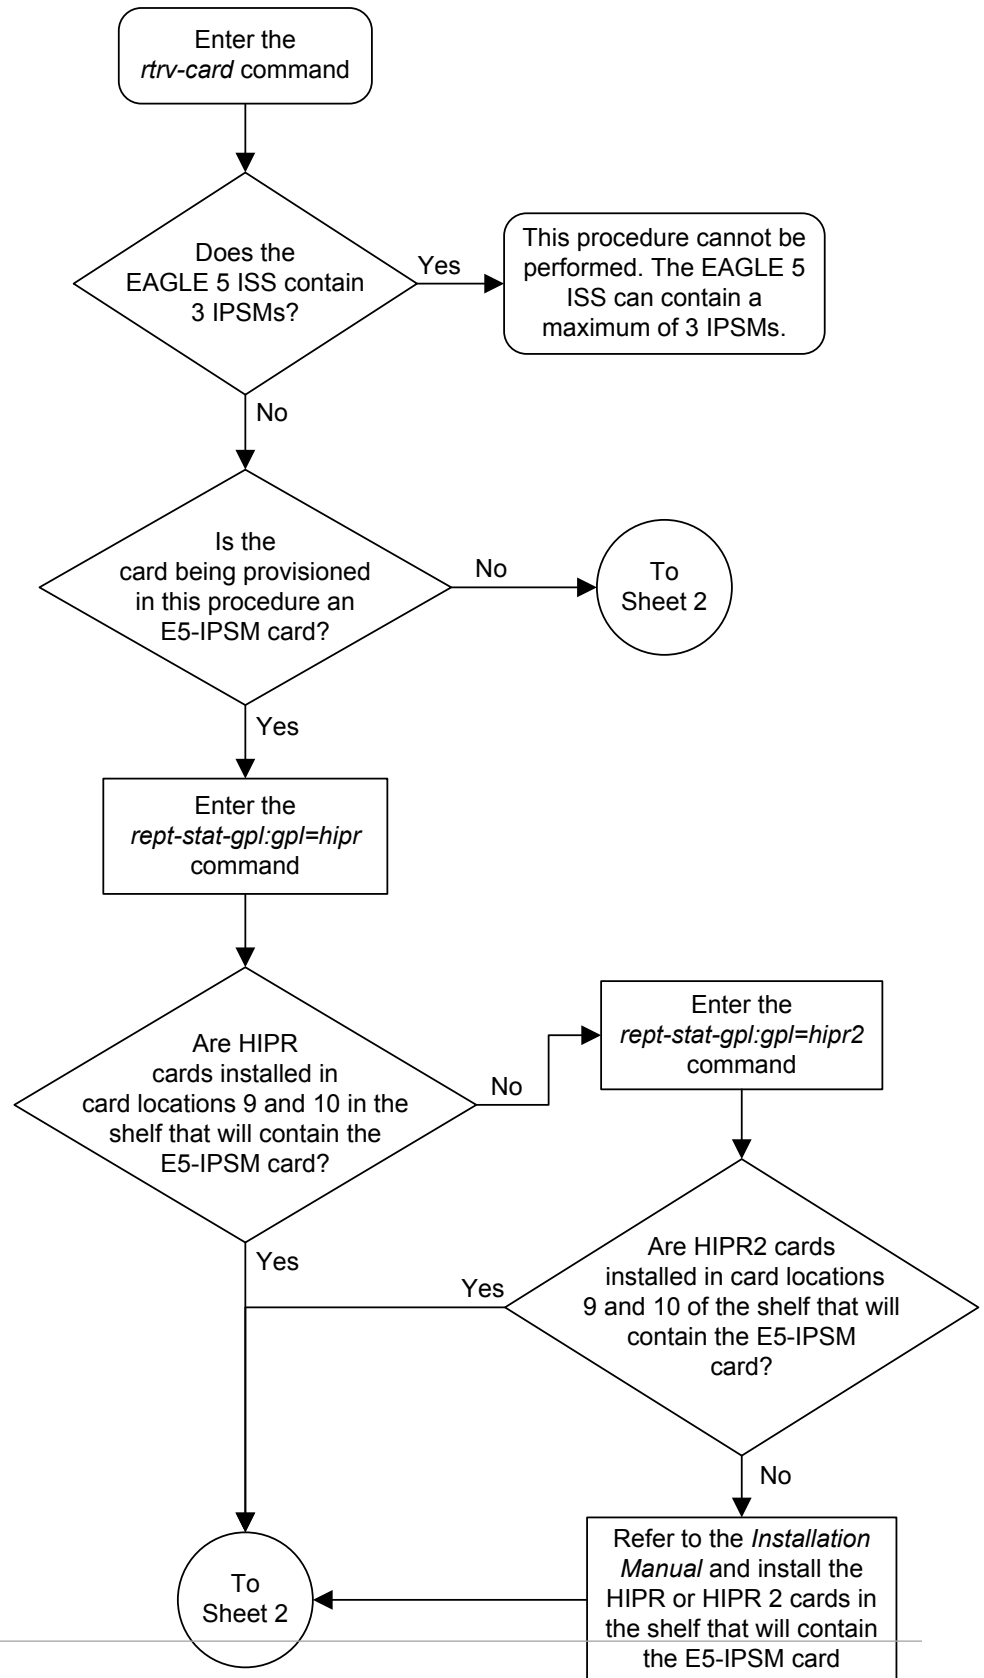 Enter the
rtrv-card command
Does the
EAGLE 5 ISS contain
3 IPSMs?
Yes
This procedure cannot be
performed. The EAGLE 5
ISS can contain a
maximum of 3 IPSMs.
No
Is the
card being provisioned
in this procedure an
E5-IPSM card?
No
To
Sheet 2
Yes
Enter the
rept-stat-gpl:gpl=hipr
command
Are HIPR
cards installed in
card locations 9 and 10 in the
shelf that will contain the
E5-IPSM card?
No
Enter the
rept-stat-gpl:gpl=hipr2
command
Yes
Are HIPR2 cards
installed in card locations
9 and 10 of the shelf that will
contain the E5-IPSM
card?
Yes
No
Refer to the Installation
Manual and install the
HIPR or HIPR 2 cards in
the shelf that will contain
the E5-IPSM card
To
Sheet 2